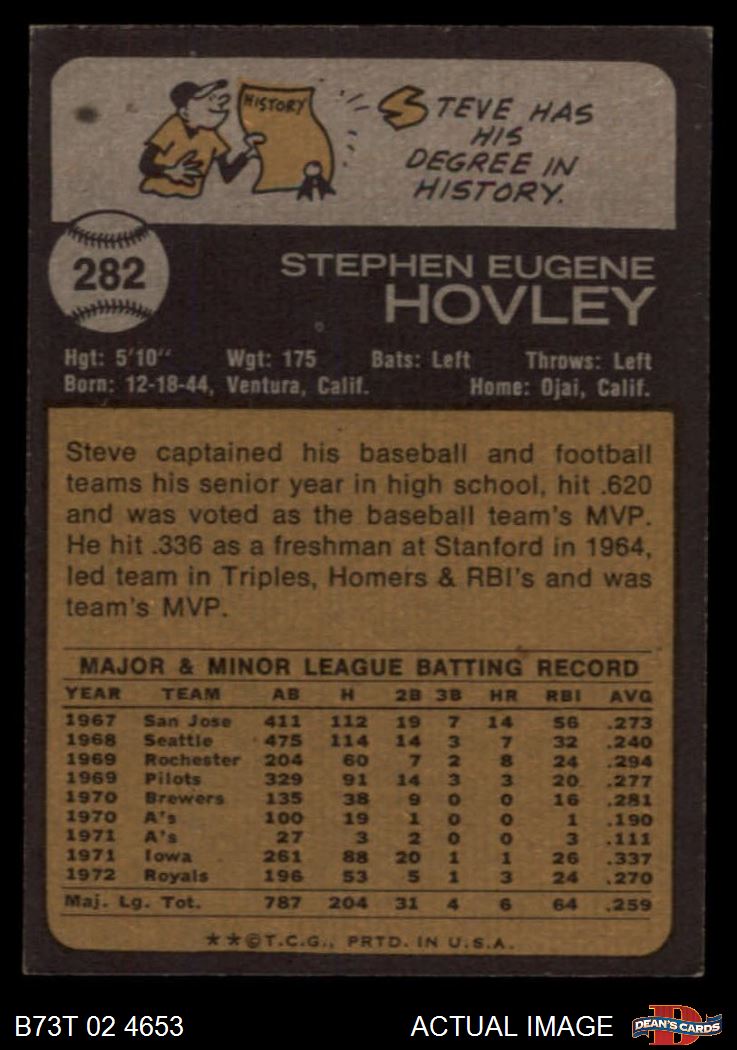 HISTORY
STEVE HAS
HIS
DEGREE IN
HISTORY.
282
STEPHEN EUGENE
HOVLEY
Hgt: 5'10" Wgt: 175 Bats: Left Throws: Left
Born: 12-18-44, Ventura, Calif. Home: Ojai, Calif.
Steve captained his baseball and football
teams his senior year in high school, hit .620
and was voted as the baseball team's MVP.
He hit .336 as a freshman at Stanford in 1964,
led team in Triples, Homers & RBI's and was
team's MVP.
MAJOR & MINOR LEAGUE BATTING RECORD
YEAR TEAM AB H 2B 3B HR RBI AVG
1967 San Jose 411 112 19 7 14 56 .273
1968 Seattle 475 114 14 3 7 32 .240
1969 Rochester 204 60 7 2 8 24 .294
1969 Pilots 329 91 14 3 3 20 .277
1970 Brewers 135 38 9 0 0 16 .281
1970 A's 100 19 1 0 0 1 .190
1971 A's 27 3 2 0 0 3 .111
1971 Iowa 261 88 20 1 1 26 .337
1972 Royals 196 53 5 1 3 24 .270
Maj. Lg. Tot. 787 204 31 4 6 64 .259
**©T.C.G., PRTD. IN U.S.A.
B73T 02 4653 ACTUAL IMAGE DEAN'S CARDS